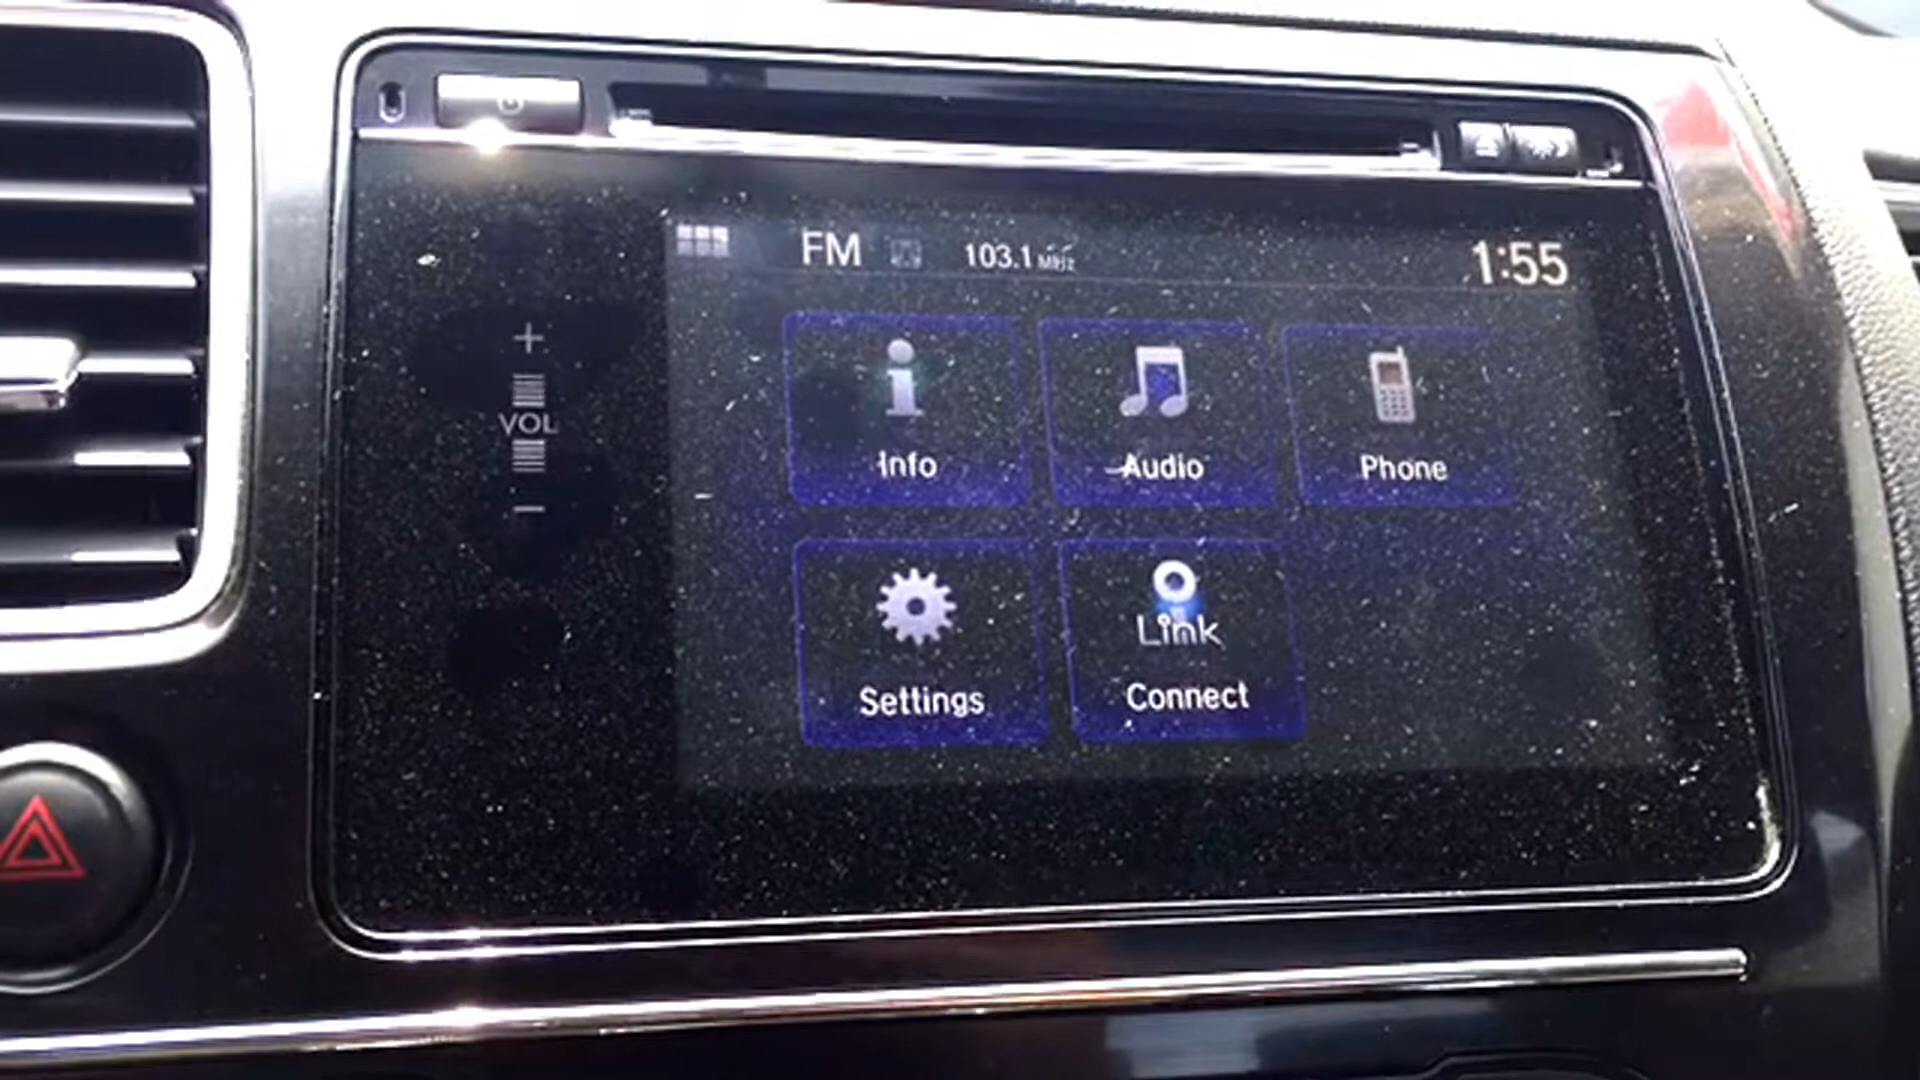 FM 103.1 MHz 1:55
+
VOL
−
Info Audio Phone
Link
Settings Connect